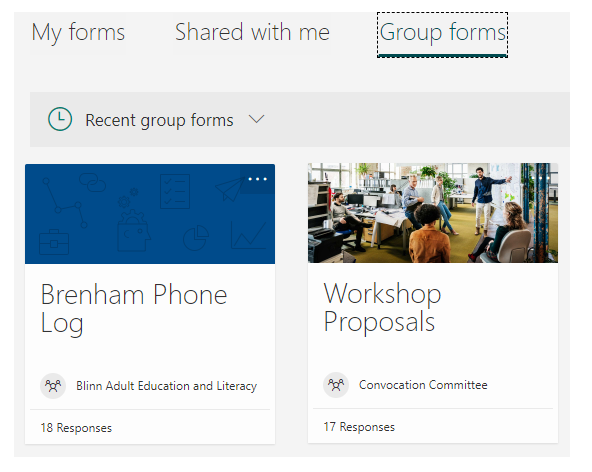 My forms Shared with me Group forms
Recent group forms
Brenham Phone
Log
Blinn Adult Education and Literacy
18 Responses
Workshop
Proposals
Convocation Committee
17 Responses